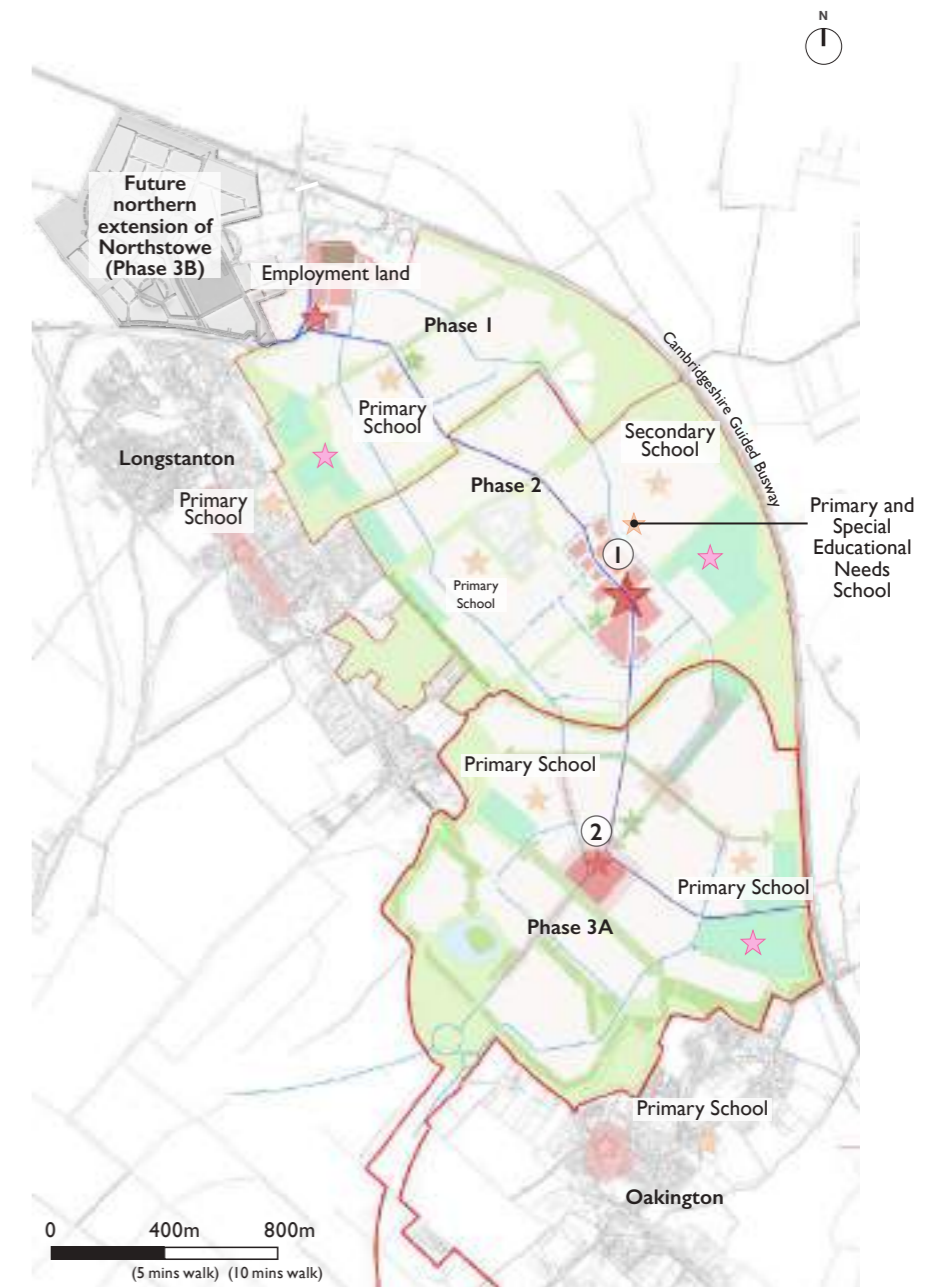 N
Future
northern
extension of
Northstowe
(Phase 3B)
Employment land
Phase 1
Cambridgeshire Guided Busway
Primary
School
Secondary
School
Longstanton
Phase 2
Primary
School
Primary and
Special
Educational
Needs
School
1
Primary
School
Primary School
2
Primary School
Phase 3A
Primary School
Oakington
0 400m 800m
(5 mins walk) (10 mins walk)